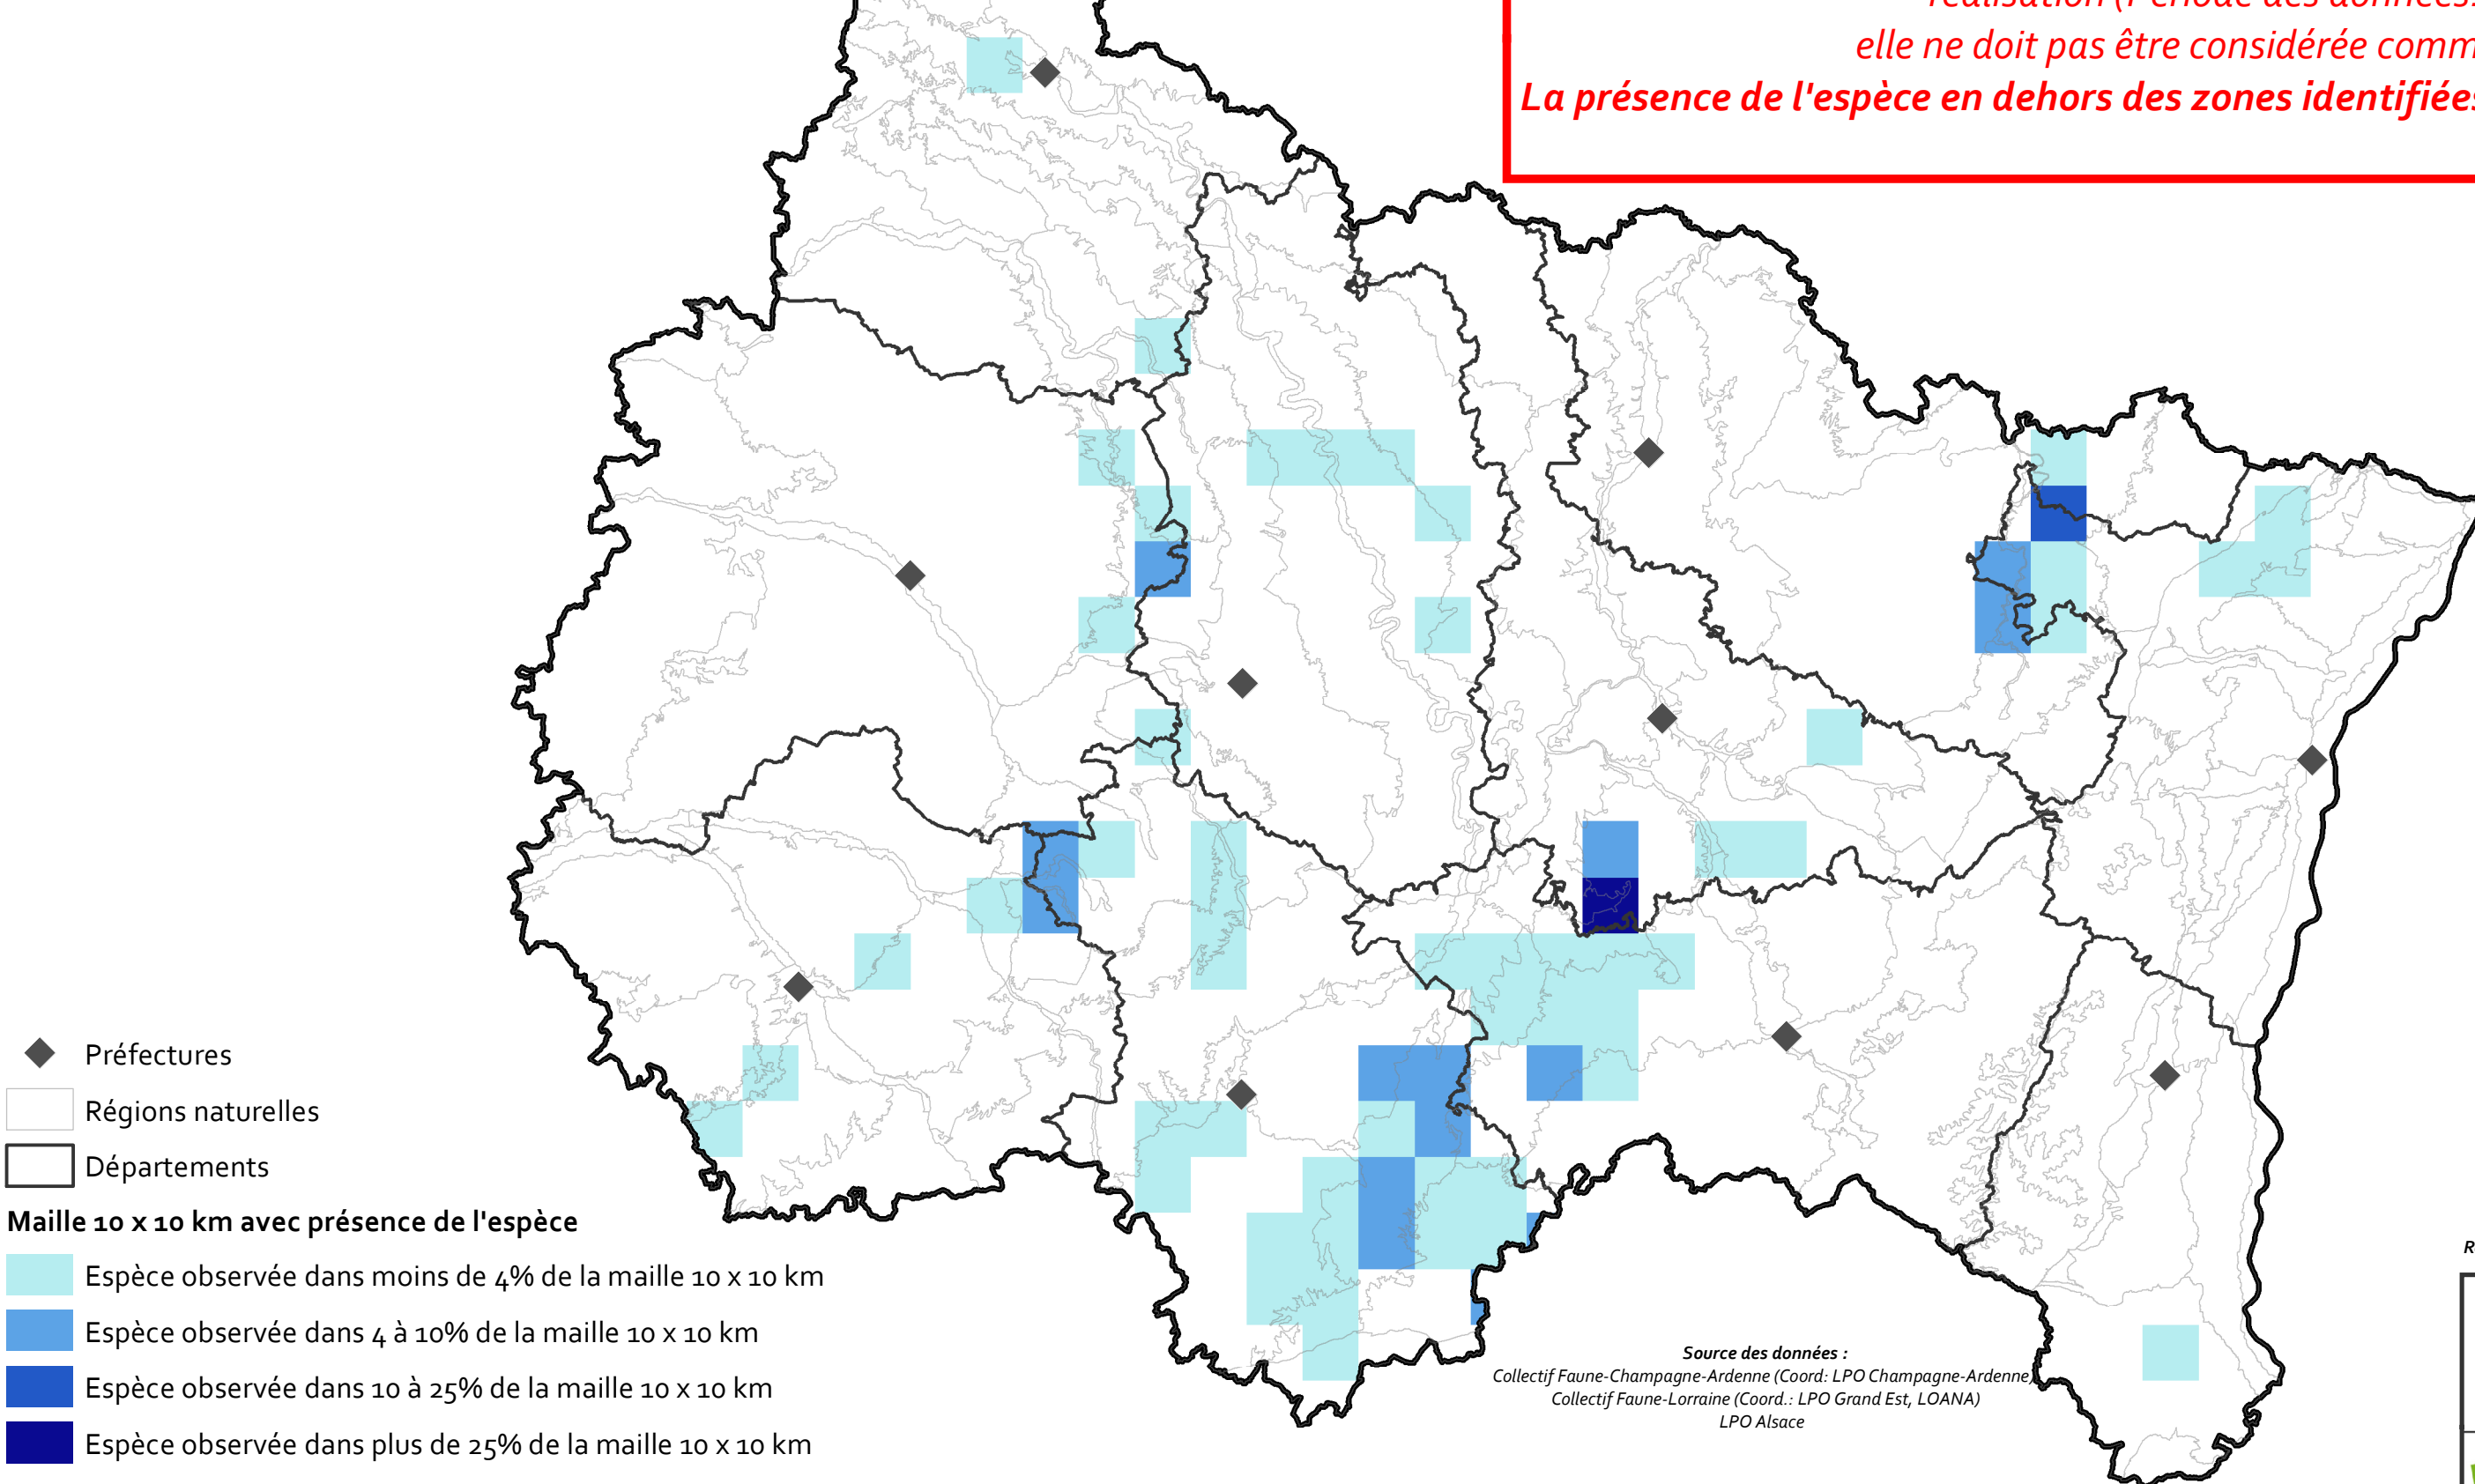 elle ne doit pas être considérée comm
La présence de l'espèce en dehors des zones identifiées
Préfectures
Régions naturelles
Départements
Maille 10 x 10 km avec présence de l'espèce
Espèce observée dans moins de 4% de la maille 10 x 10 km
Espèce observée dans 4 à 10% de la maille 10 x 10 km
Espèce observée dans 10 à 25% de la maille 10 x 10 km
Espèce observée dans plus de 25% de la maille 10 x 10 km
Source des données :
Collectif Faune-Champagne-Ardenne (Coord: LPO Champagne-Ardenne)
Collectif Faune-Lorraine (Coord.: LPO Grand Est, LOANA)
LPO Alsace